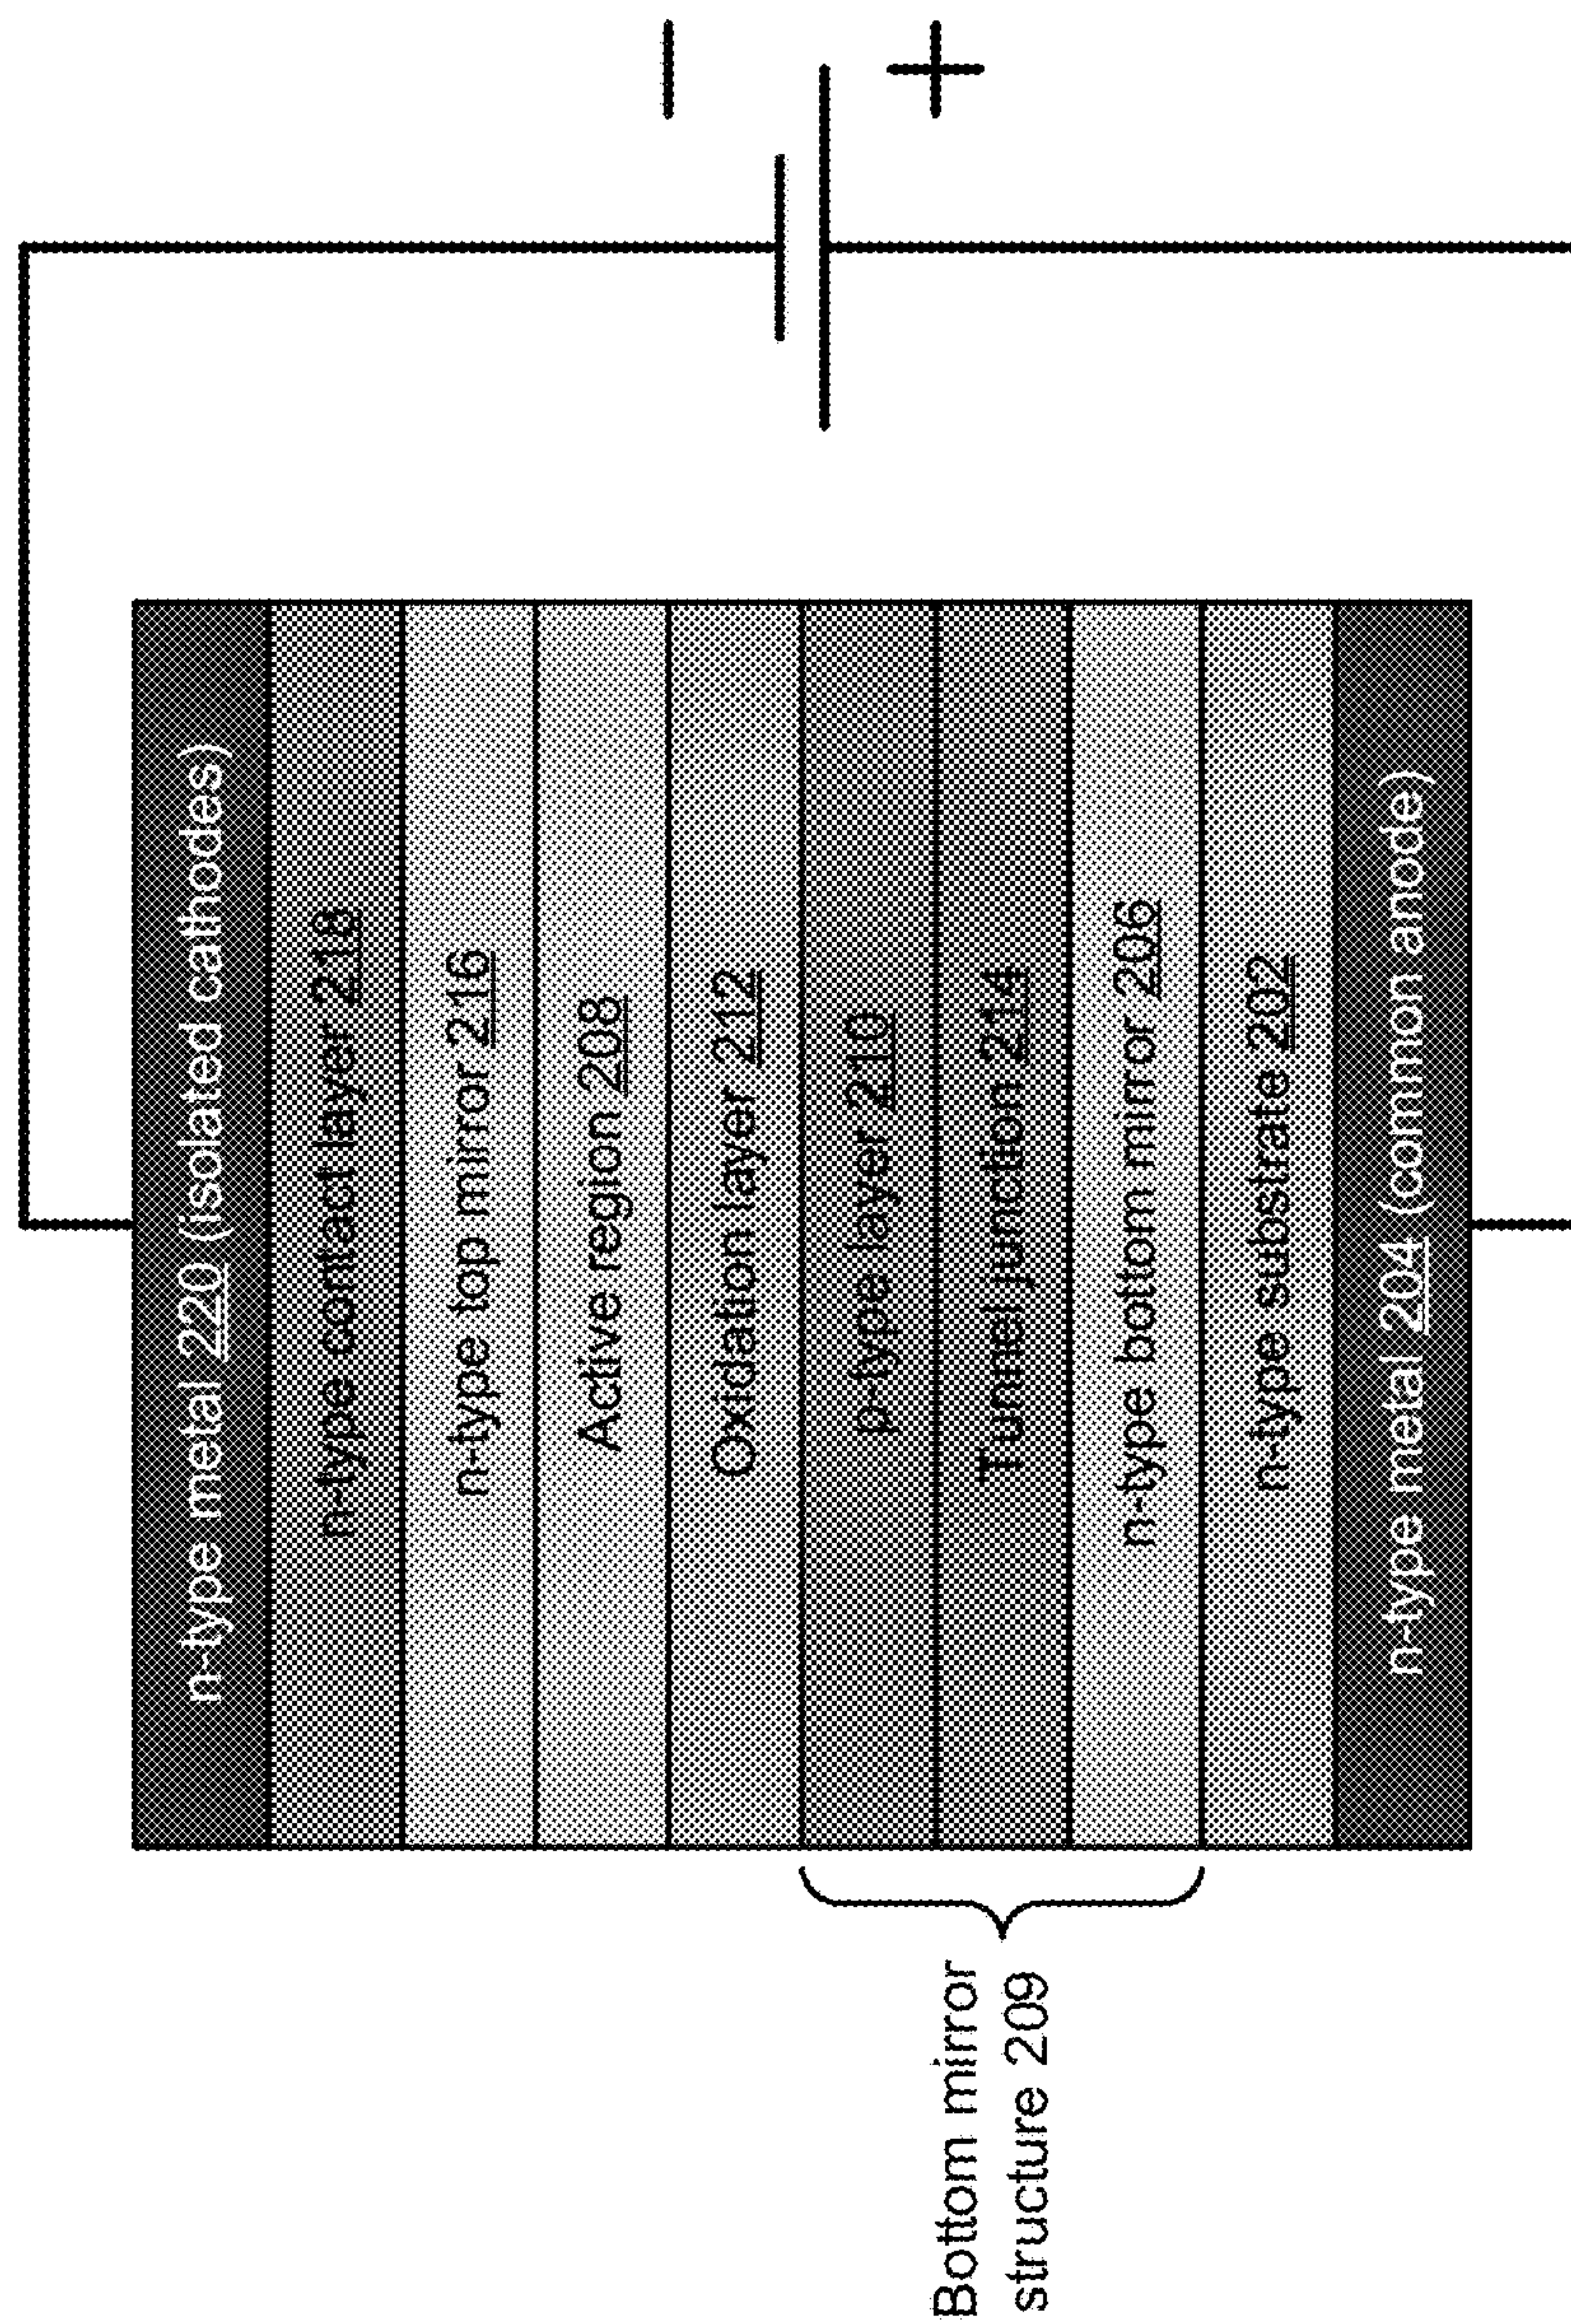 −
+
n-type metal 220 (isolated cathodes)
n-type contact layer 218
n-type top mirror 216
Active region 208
Oxidation layer 212
p-type layer 210
Tunnel junction 214
n-type bottom mirror 206
n-type substrate 202
n-type metal 204 (common anode)
Bottom mirror
structure 209